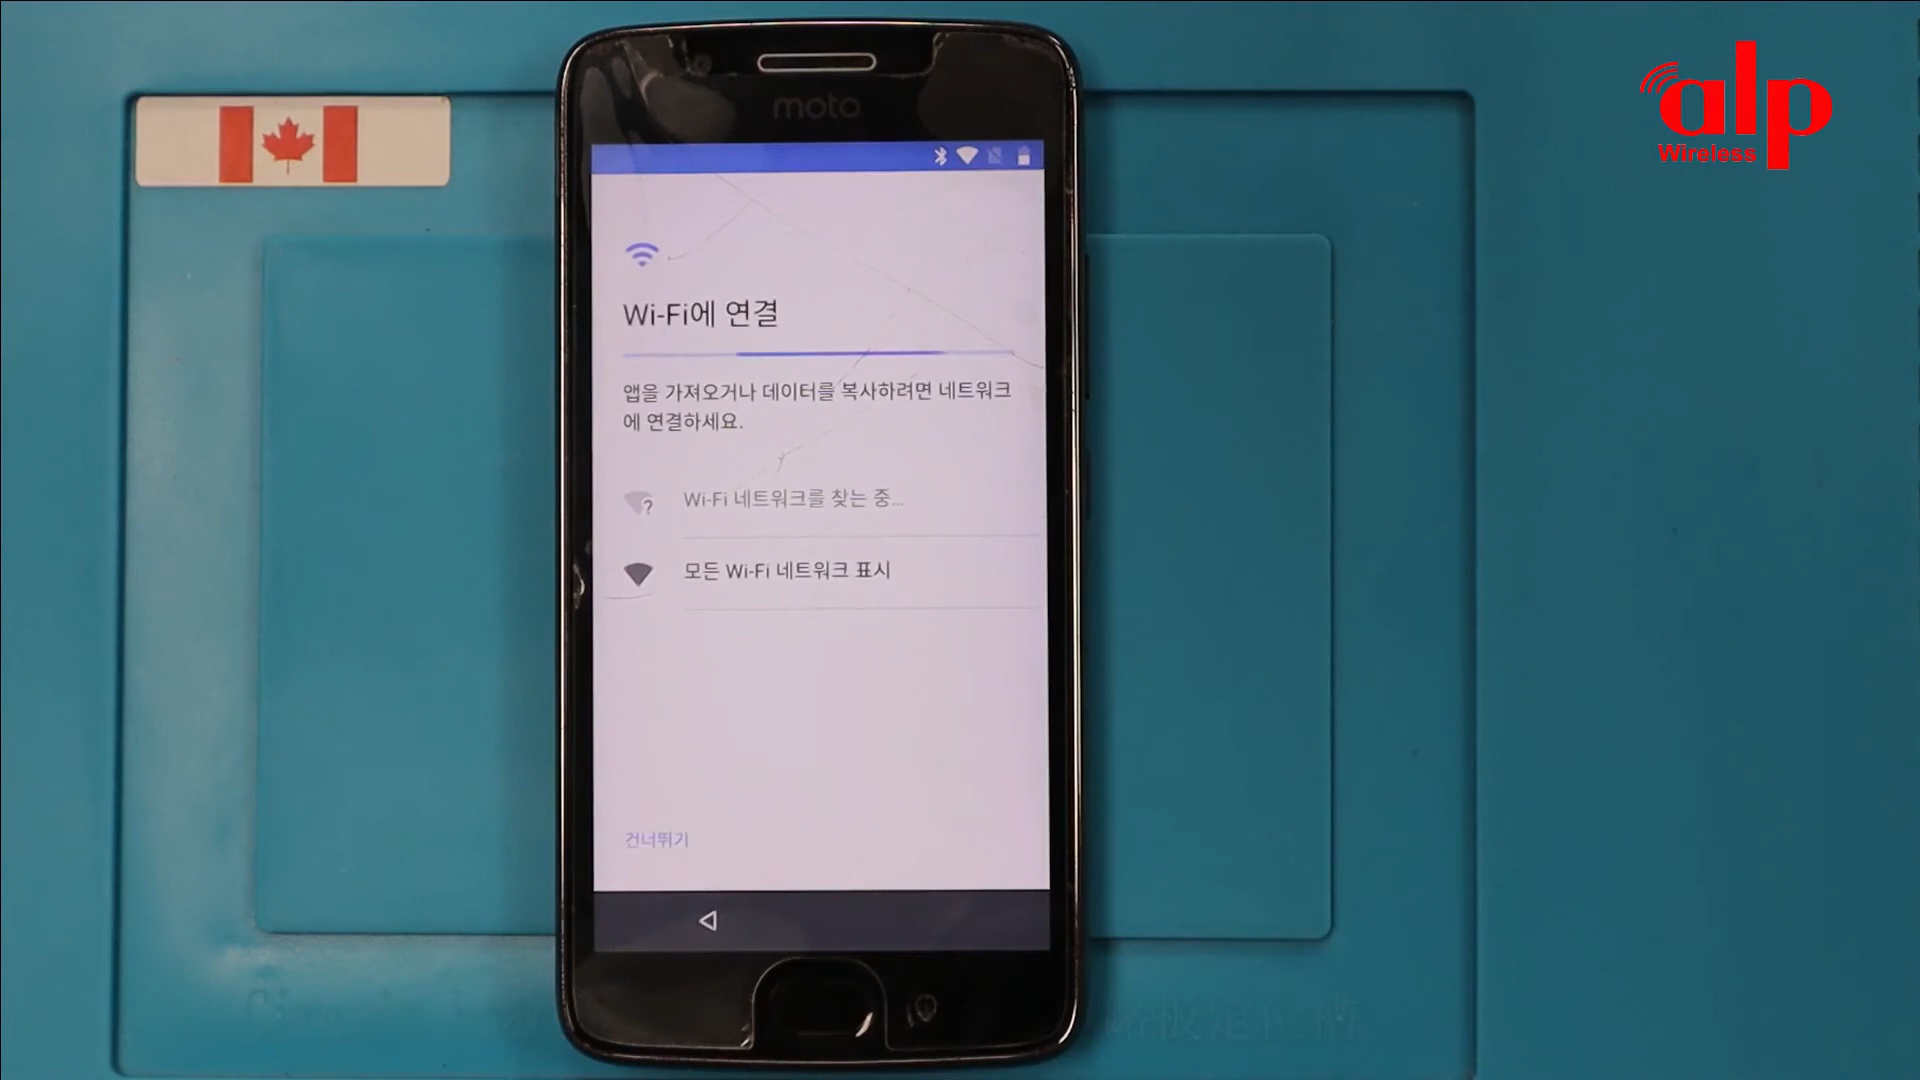 alp
Wireless
moto
Wi-Fi에 연결
앱을 가져오거나 데이터를 복사하려면 네트워크
에 연결하세요.
Wi-Fi 네트워크를 찾는 중...
모든 Wi-Fi 네트워크 표시
건너뛰기